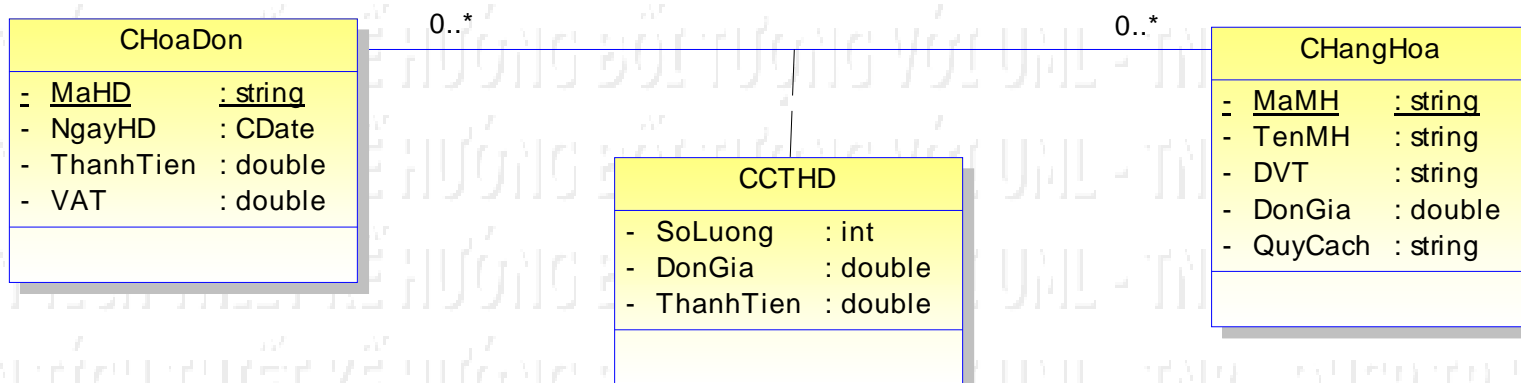 0..*
0..*
CHoaDon
- MaHD : string
- NgayHD : CDate
- ThanhTien : double
- VAT : double
CCTHD
- SoLuong : int
- DonGia : double
- ThanhTien : double
CHangHoa
- MaMH : string
- TenMH : string
- DVT : string
- DonGia : double
- QuyCach : string